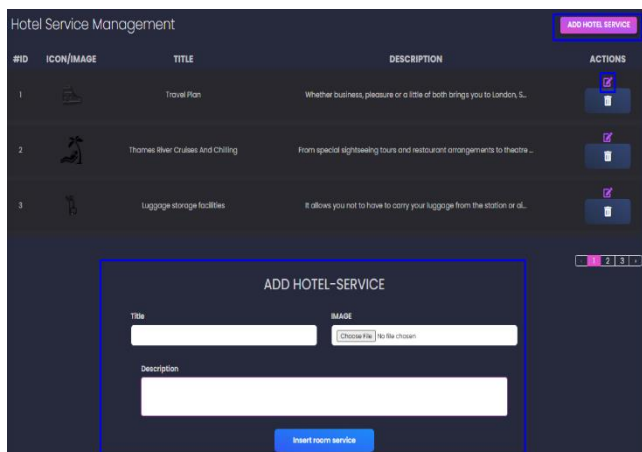 Hotel Service Management
ADD HOTEL SERVICE
#ID ICON/IMAGE TITLE DESCRIPTION ACTIONS
1 Travel Plan Whether business, pleasure or a little of both brings you to London, S...
2 Thames River Cruises And Chilling From special sightseeing tours and restaurant arrangements to theatre ...
3 Luggage storage facilities It allows you not to have to carry your luggage from the station or ai...
‹ 1 2 3 ›
ADD HOTEL-SERVICE
Title IMAGE
Choose File No file chosen
Description
Insert room service